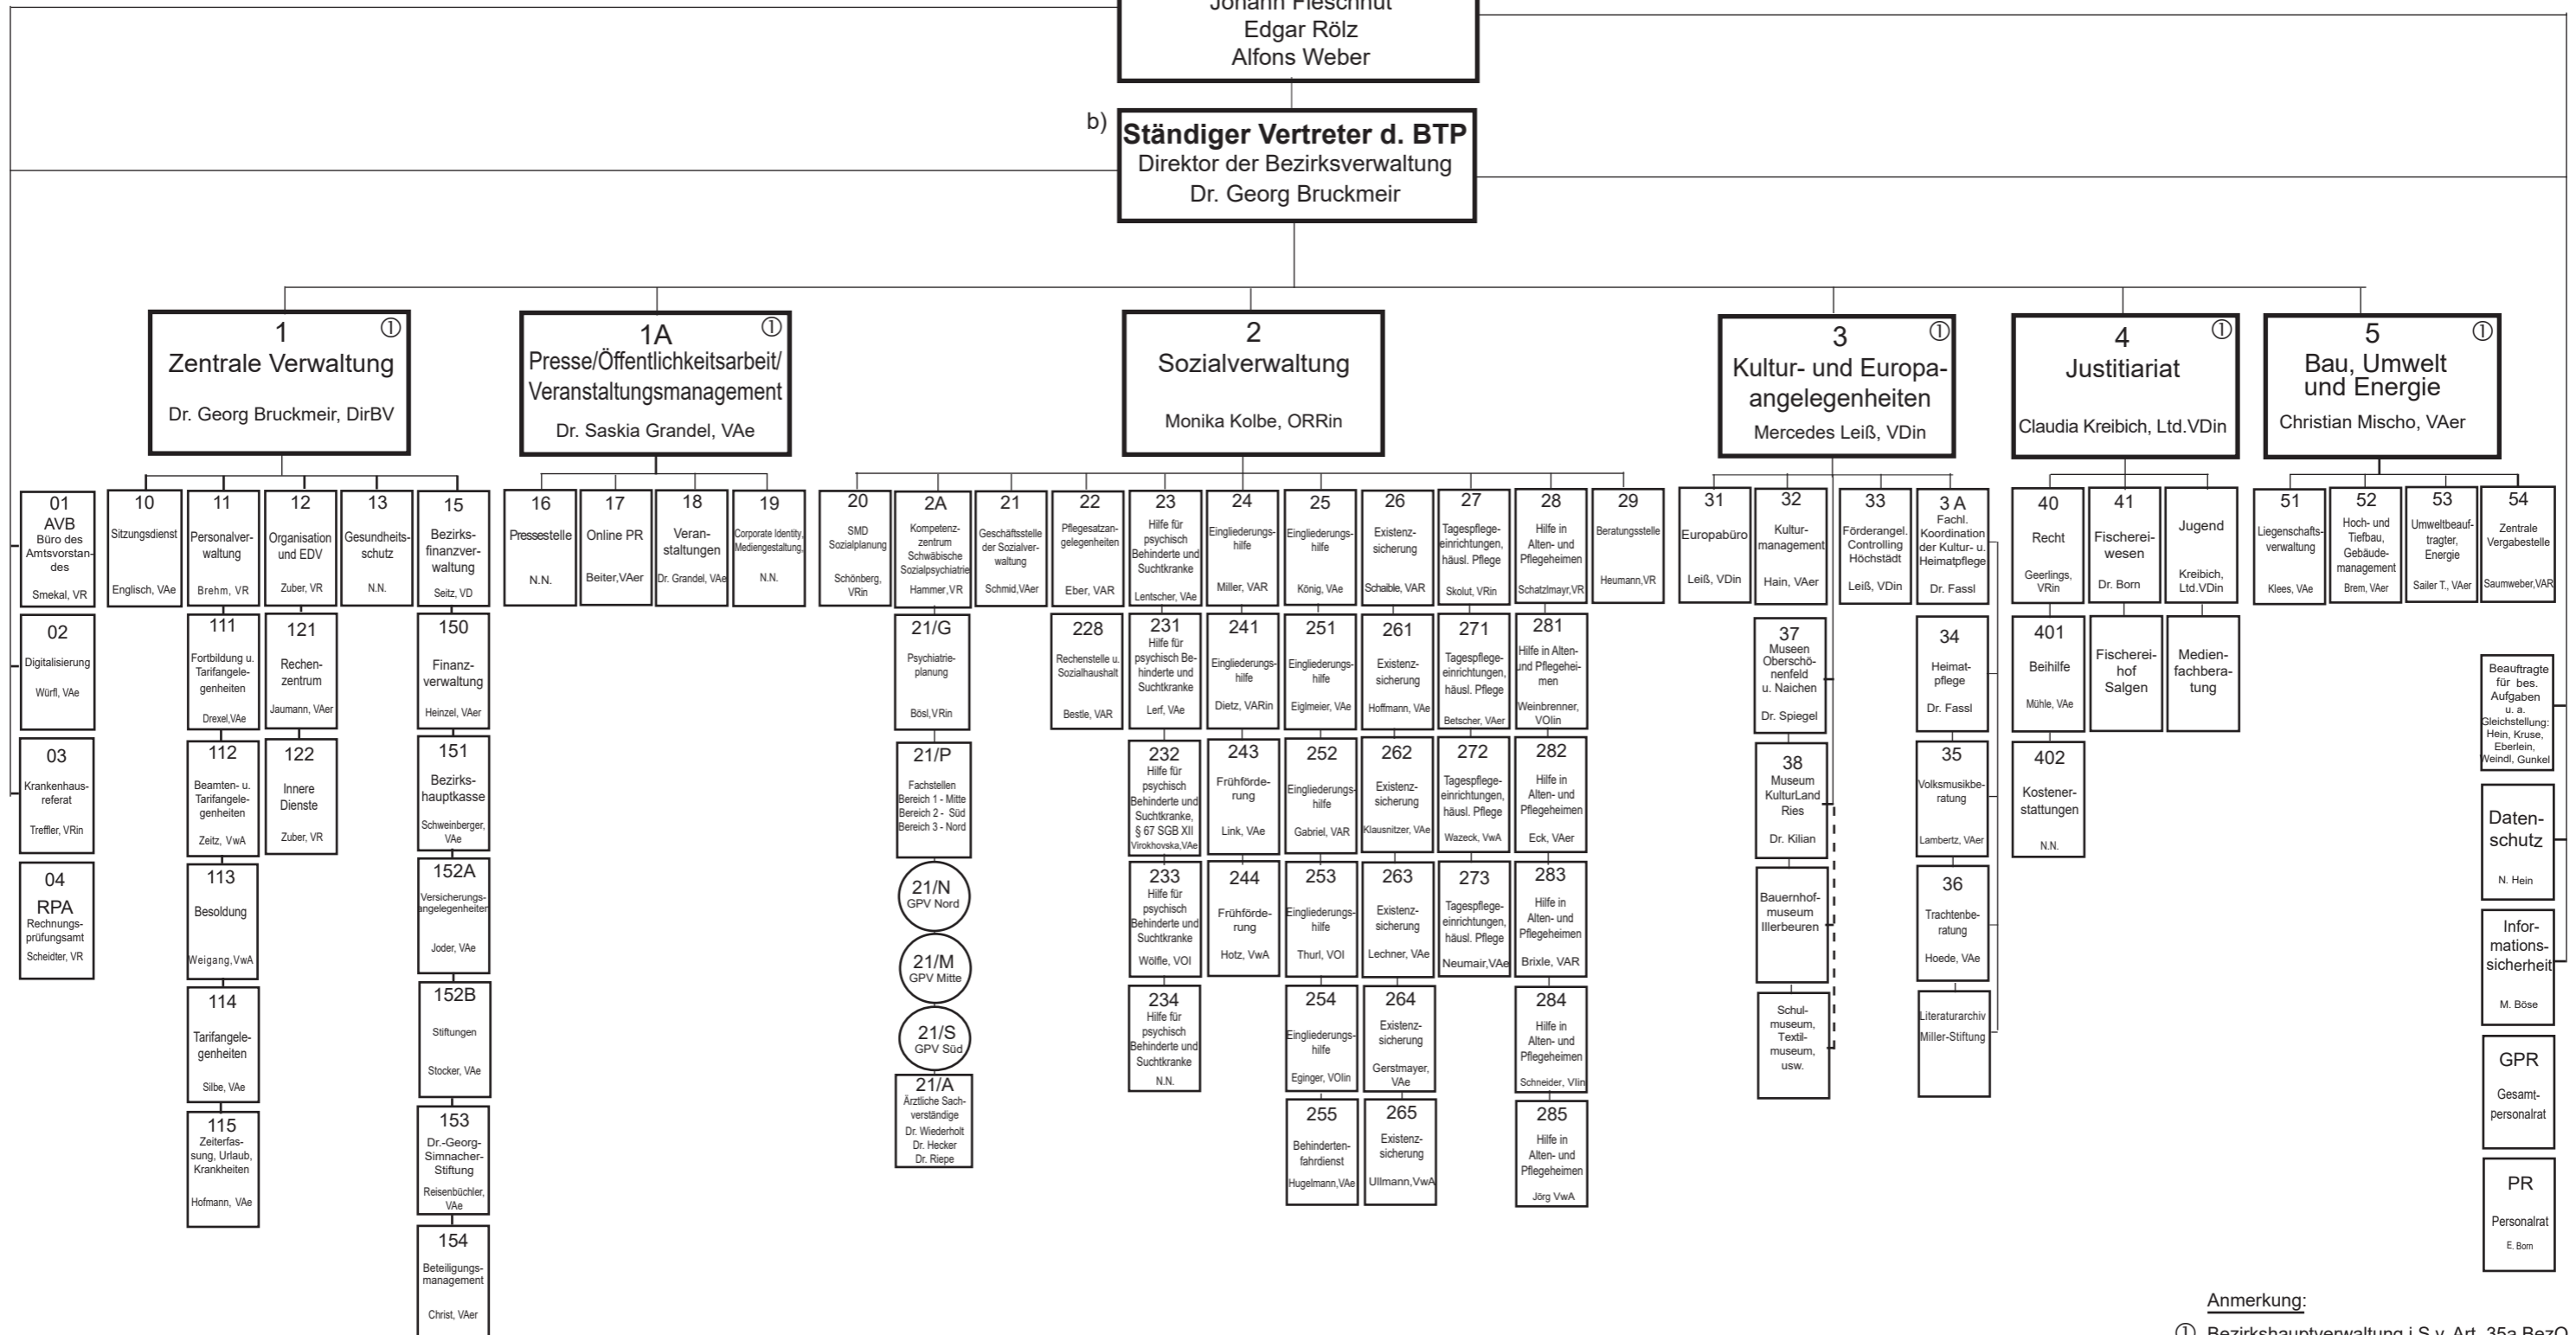 Johann Fleschhut
Edgar Rölz
Alfons Weber
b)
Ständiger Vertreter d. BTP
Direktor der Bezirksverwaltung
Dr. Georg Bruckmeir
1
①
Zentrale Verwaltung
Dr. Georg Bruckmeir, DirBV
1A
①
Presse/Öffentlichkeitsarbeit/
Veranstaltungsmanagement
Dr. Saskia Grandel, VAe
2
Sozialverwaltung
Monika Kolbe, ORRin
3
①
Kultur- und Europa-
angelegenheiten
Mercedes Leiß, VDin
4
①
Justitiariat
Claudia Kreibich, Ltd.VDin
5
①
Bau, Umwelt
und Energie
Christian Mischo, VAer
01
AVB
Büro des
Amtsvorstan-
des
Smekal, VR
02
Digitalisierung
Würfl, VAe
03
Krankenhaus-
referat
Treffler, VRin
04
RPA
Rechnungs-
prüfungsamt
Scheidter, VR
10
Sitzungsdienst
Englisch, VAe
11
Personalver-
waltung
Brehm, VR
111
Fortbildung u.
Tarifangele-
genheiten
Drexel,VAe
112
Beamten- u.
Tarifangele-
genheiten
Zeitz, VwA
113
Besoldung
Weigang,VwA
114
Tarifangele-
genheiten
Silbe, VAe
115
Zeiterfas-
sung, Urlaub,
Krankheiten
Hofmann, VAe
12
Organisation
und EDV
Zuber, VR
121
Rechen-
zentrum
Jaumann, VAer
122
Innere
Dienste
Zuber, VR
13
Gesundheits-
schutz
N.N.
15
Bezirks-
finanzver-
waltung
Seitz, VD
150
Finanz-
verwaltung
Heinzel, VAer
151
Bezirks-
hauptkasse
Schweinberger,
VAe
152A
Versicherungs-
angelegenheiten
Joder, VAe
152B
Stiftungen
Stocker, VAe
153
Dr.-Georg-
Simnacher-
Stiftung
Reisenbüchler,
VAe
154
Beteiligungs-
management
Christ, VAer
16
Pressestelle
N.N.
17
Online PR
Beiter,VAer
18
Veran-
staltungen
Dr. Grandel, VAe
19
Corporate Identity,
Mediengestaltung,
N.N.
20
SMD
Sozialplanung
Schönberg,
VRin
2A
Kompetenz-
zentrum
Schwäbische
Sozialpsychiatrie
Hammer,VR
21/G
Psychiatrie-
planung
Bösl,VRin
21/P
Fachstellen
Bereich 1 - Mitte
Bereich 2 - Süd
Bereich 3 - Nord
21/N
GPV Nord
21/M
GPV Mitte
21/S
GPV Süd
21/A
Ärztliche Sach-
verständige
Dr. Wiederholt
Dr. Hecker
Dr. Riepe
21
Geschäftsstelle
der Sozialver-
waltung
Schmid,VAer
22
Pflegesatzan-
gelegenheiten
Eber, VAR
228
Rechenstelle u.
Sozialhaushalt
Bestle, VAR
23
Hilfe für
psychisch
Behinderte und
Suchtkranke
Lentscher, VAe
231
Hilfe für
psychisch Be-
hinderte und
Suchtkranke
Lerf, VAe
232
Hilfe für
psychisch
Behinderte und
Suchtkranke,
§ 67 SGB XII
Virokhovska,VAe
233
Hilfe für
psychisch
Behinderte und
Suchtkranke
Wölfle, VOI
234
Hilfe für
psychisch
Behinderte und
Suchtkranke
N.N.
24
Eingliederungs-
hilfe
Miller, VAR
241
Eingliederungs-
hilfe
Dietz, VARin
243
Frühförde-
rung
Link, VAe
244
Frühförde-
rung
Hotz, VwA
25
Eingliederungs-
hilfe
König, VAe
251
Eingliederungs-
hilfe
Eiglmeier, VAe
252
Eingliederungs-
hilfe
Gabriel, VAR
253
Eingliederungs-
hilfe
Thurl, VOI
254
Eingliederungs-
hilfe
Eginger, VOIin
255
Behinderten-
fahrdienst
Hugelmann,VAe
26
Existenz-
sicherung
Schaible, VAR
261
Existenz-
sicherung
Hoffmann, VAe
262
Existenz-
sicherung
Klausnitzer, VAe
263
Existenz-
sicherung
Lechner, VAe
264
Existenz-
sicherung
Gerstmayer,
VAe
265
Existenz-
sicherung
Ullmann,VwA
27
Tagespflege-
einrichtungen,
häusl. Pflege
Skolut, VRin
271
Tagespflege-
einrichtungen,
häusl. Pflege
Betscher, VAer
272
Tagespflege-
einrichtungen,
häusl. Pflege
Wazeck, VwA
273
Tagespflege-
einrichtungen,
häusl. Pflege
Neumair,VAe
28
Hilfe in
Alten- und
Pflegeheimen
Schatzlmayr,VR
281
Hilfe in Alten-
und Pflegehei-
men
Weinbrenner,
VOIin
282
Hilfe in
Alten- und
Pflegeheimen
Eck, VAer
283
Hilfe in
Alten- und
Pflegeheimen
Brixle, VAR
284
Hilfe in
Alten- und
Pflegeheimen
Schneider, VIin
285
Hilfe in
Alten- und
Pflegeheimen
Jörg VwA
29
Beratungsstelle
Heumann,VR
31
Europabüro
Leiß, VDin
32
Kultur-
management
Hain, VAer
37
Museen
Oberschö-
nenfeld
u. Naichen
Dr. Spiegel
38
Museum
KulturLand
Ries
Dr. Kilian
Bauernhof-
museum
Illerbeuren
Schul-
museum,
Textil-
museum,
usw.
33
Förderangel.
Controlling
Höchstädt
Leiß, VDin
3 A
Fachl.
Koordination
der Kultur- u.
Heimatpflege
Dr. Fassl
34
Heimat-
pflege
Dr. Fassl
35
Volksmusikbe-
ratung
Lambertz, VAer
36
Trachtenbe-
ratung
Hoede, VAe
Literaturarchiv
Miller-Stiftung
40
Recht
Geerlings,
VRin
401
Beihilfe
Mühle, VAe
402
Kostener-
stattungen
N.N.
41
Fischerei-
wesen
Dr. Born
Fischerei-
hof
Salgen
Jugend
Kreibich,
Ltd.VDin
Medien-
fachbera-
tung
51
Liegenschafts-
verwaltung
Klees, VAe
52
Hoch- und
Tiefbau,
Gebäude-
management
Brem, VAer
53
Umweltbeauf-
tragter,
Energie
Sailer T., VAer
54
Zentrale
Vergabestelle
Saumweber,VAR
Beauftragte
für bes.
Aufgaben
u. a.
Gleichstellung:
Hein, Kruse,
Eberlein,
Weindl, Gunkel
Daten-
schutz
N. Hein
Infor-
mations-
sicherheit
M. Böse
GPR
Gesamt-
personalrat
PR
Personalrat
E. Born
Anmerkung:
① Bezirkshauptverwaltung i.S.v. Art. 35a BezO